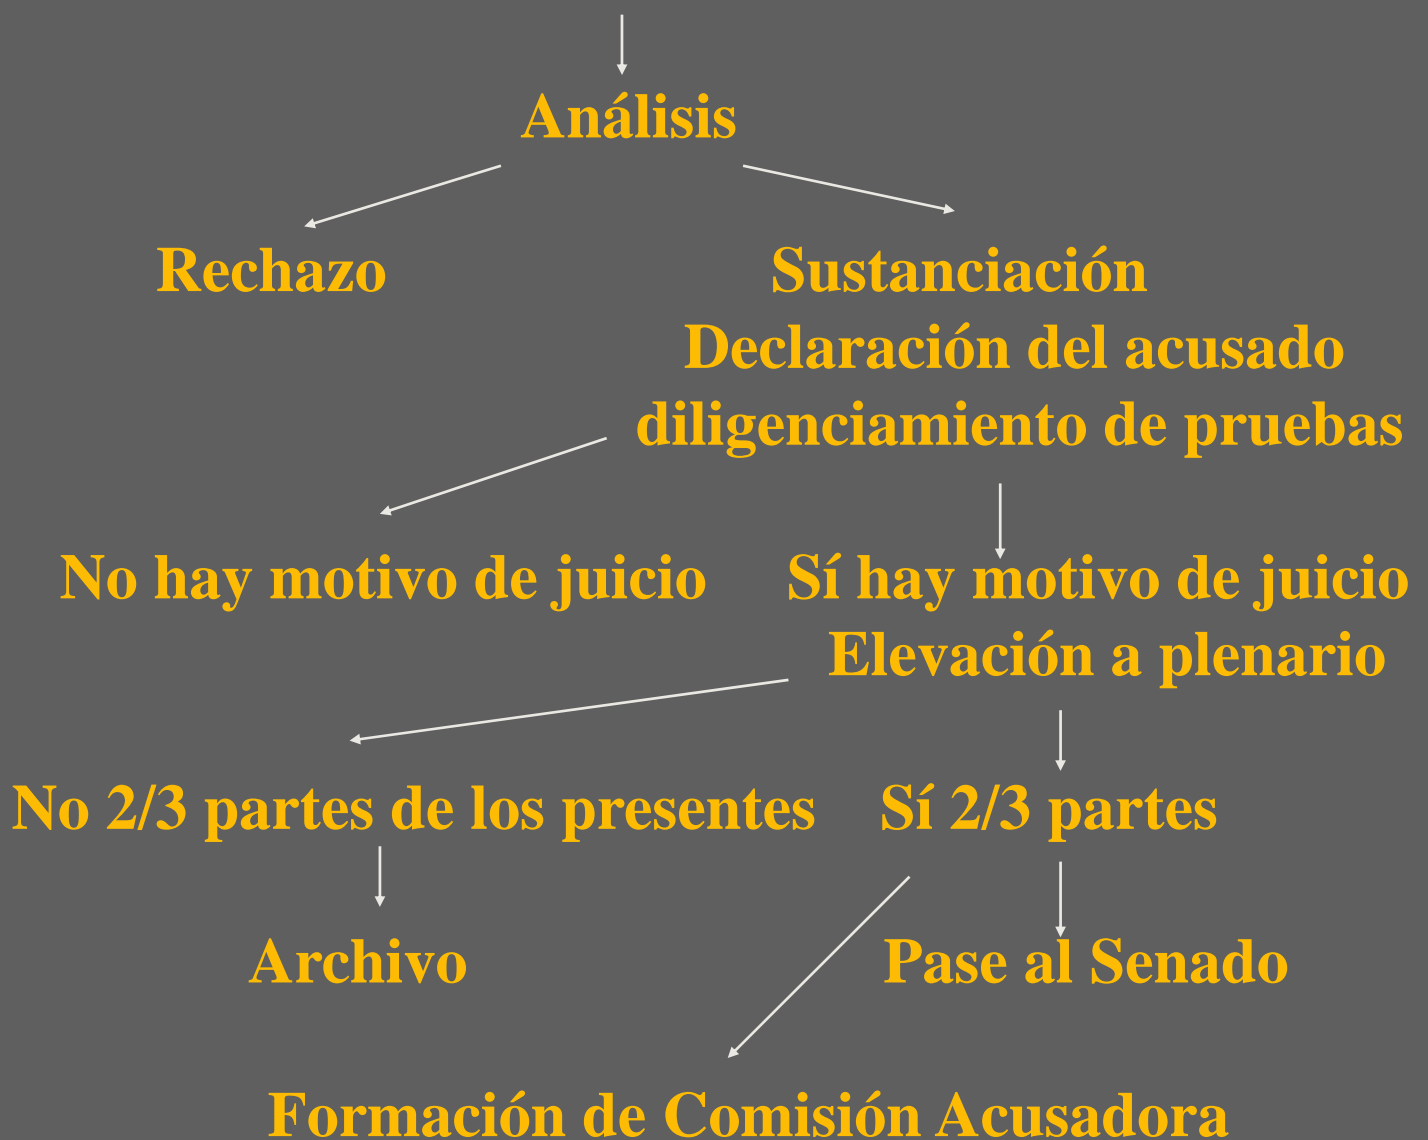 Análisis
Rechazo Sustanciación
Declaración del acusado
diligenciamiento de pruebas
No hay motivo de juicio Sí hay motivo de juicio
Elevación a plenario
No 2/3 partes de los presentes Sí 2/3 partes
Archivo Pase al Senado
Formación de Comisión Acusadora